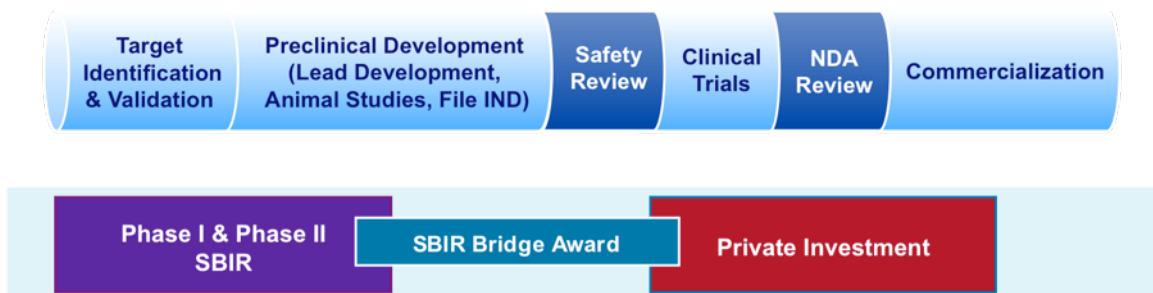 Target
Identification
& Validation
Preclinical Development
(Lead Development,
Animal Studies, File IND)
Safety
Review
Clinical
Trials
NDA
Review
Commercialization
Phase I & Phase II
SBIR
SBIR Bridge Award
Private Investment